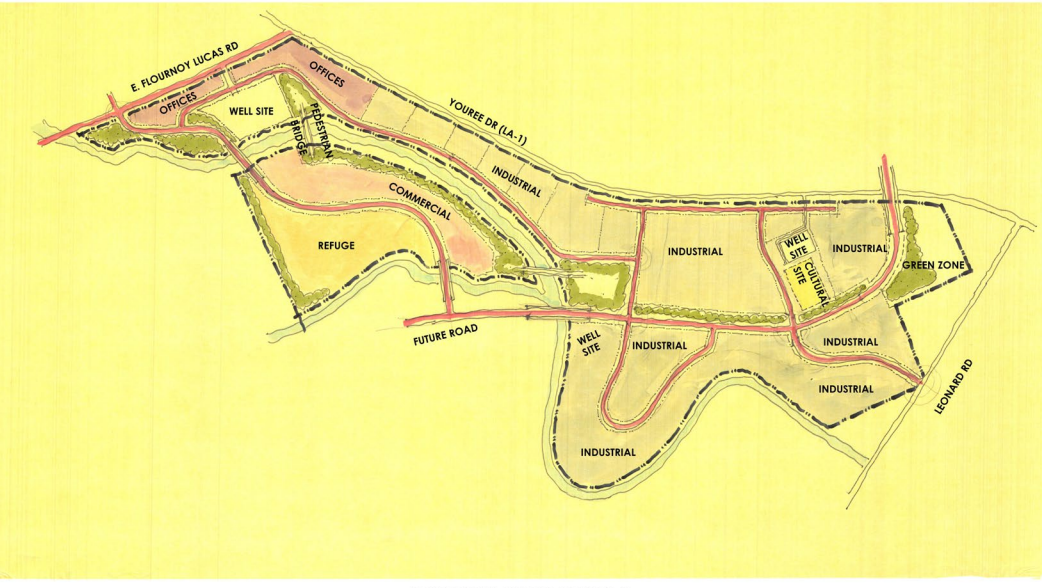 E. FLOURNOY LUCAS RD
OFFICES
OFFICES
WELL SITE
PEDESTRIAN
BRIDGE
YOUREE DR (LA-1)
INDUSTRIAL
COMMERCIAL
REFUGE
INDUSTRIAL
WELL
SITE
CULTURAL
SITE
INDUSTRIAL
GREEN ZONE
FUTURE ROAD
WELL
SITE
INDUSTRIAL
INDUSTRIAL
INDUSTRIAL
LEONARD RD
INDUSTRIAL